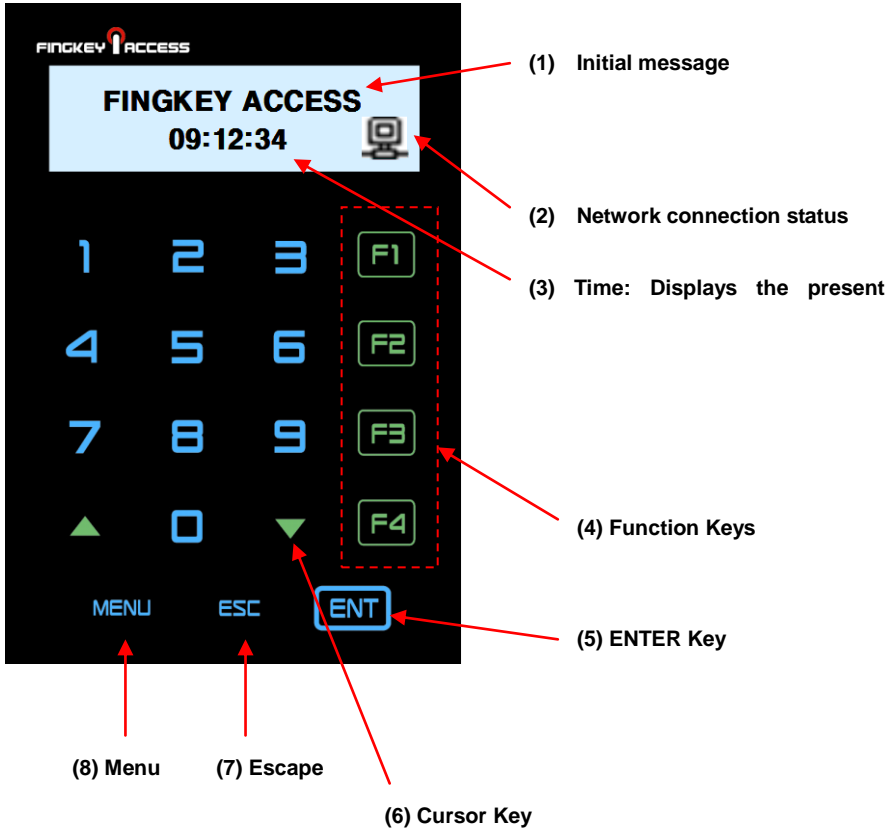 FINGKEY ACCESS
(1) Initial message
FINGKEY ACCESS
09:12:34
(2) Network connection status
1 2 3 F1
(3) Time: Displays the present
4 5 6 F2
7 8 9 F3
0 F4
(4) Function Keys
MENU ESC ENT
(5) ENTER Key
(8) Menu (7) Escape
(6) Cursor Key